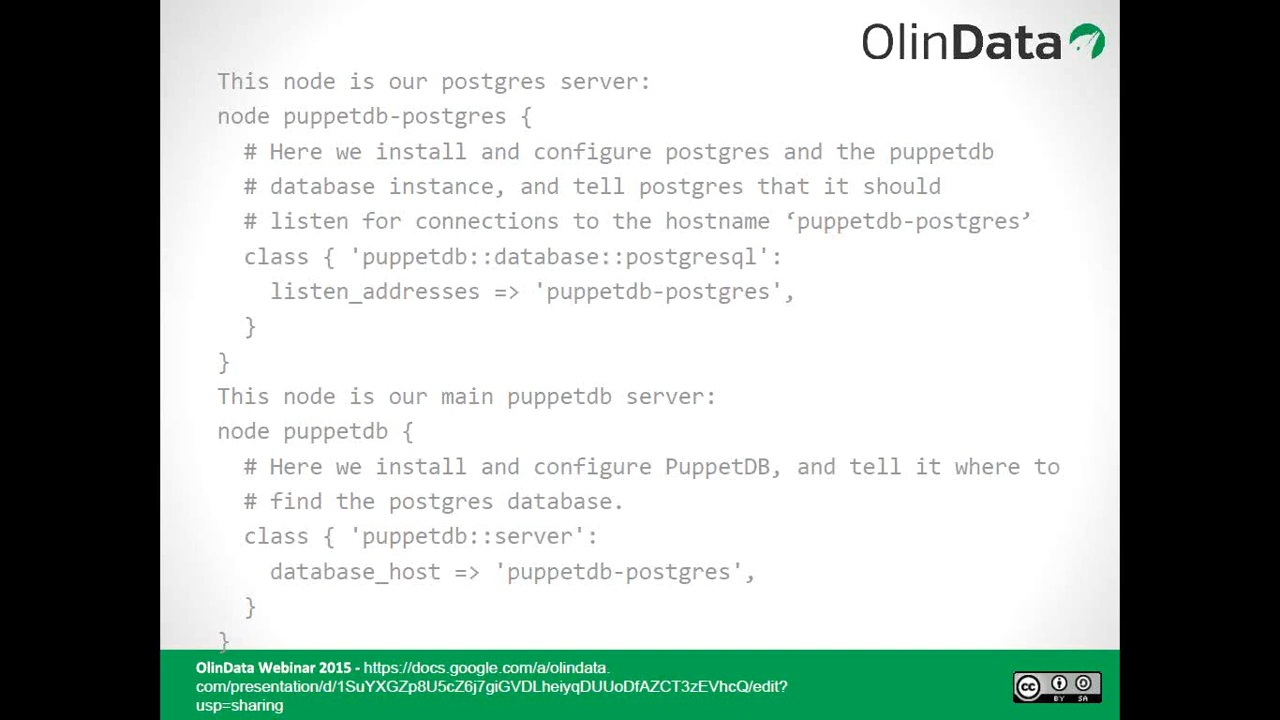 OlinData
This node is our postgres server:
node puppetdb-postgres {
  # Here we install and configure postgres and the puppetdb
  # database instance, and tell postgres that it should
  # listen for connections to the hostname ‘puppetdb-postgres’
  class { 'puppetdb::database::postgresql':
    listen_addresses => 'puppetdb-postgres',
  }
}
This node is our main puppetdb server:
node puppetdb {
  # Here we install and configure PuppetDB, and tell it where to
  # find the postgres database.
  class { 'puppetdb::server':
    database_host => 'puppetdb-postgres',
  }
}
OlinData Webinar 2015 - https://docs.google.com/a/olindata.
com/presentation/d/1SuYXGZp8U5cZ6j7giGVDLheiyqDUUoDfAZCT3zEVhcQ/edit?
usp=sharing
cc BY SA